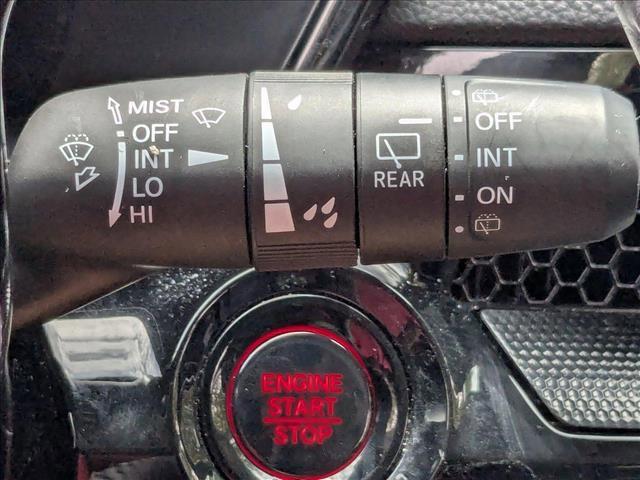 MIST
OFF
INT
LO
HI
REAR
OFF
INT
ON
ENGINE
START
STOP